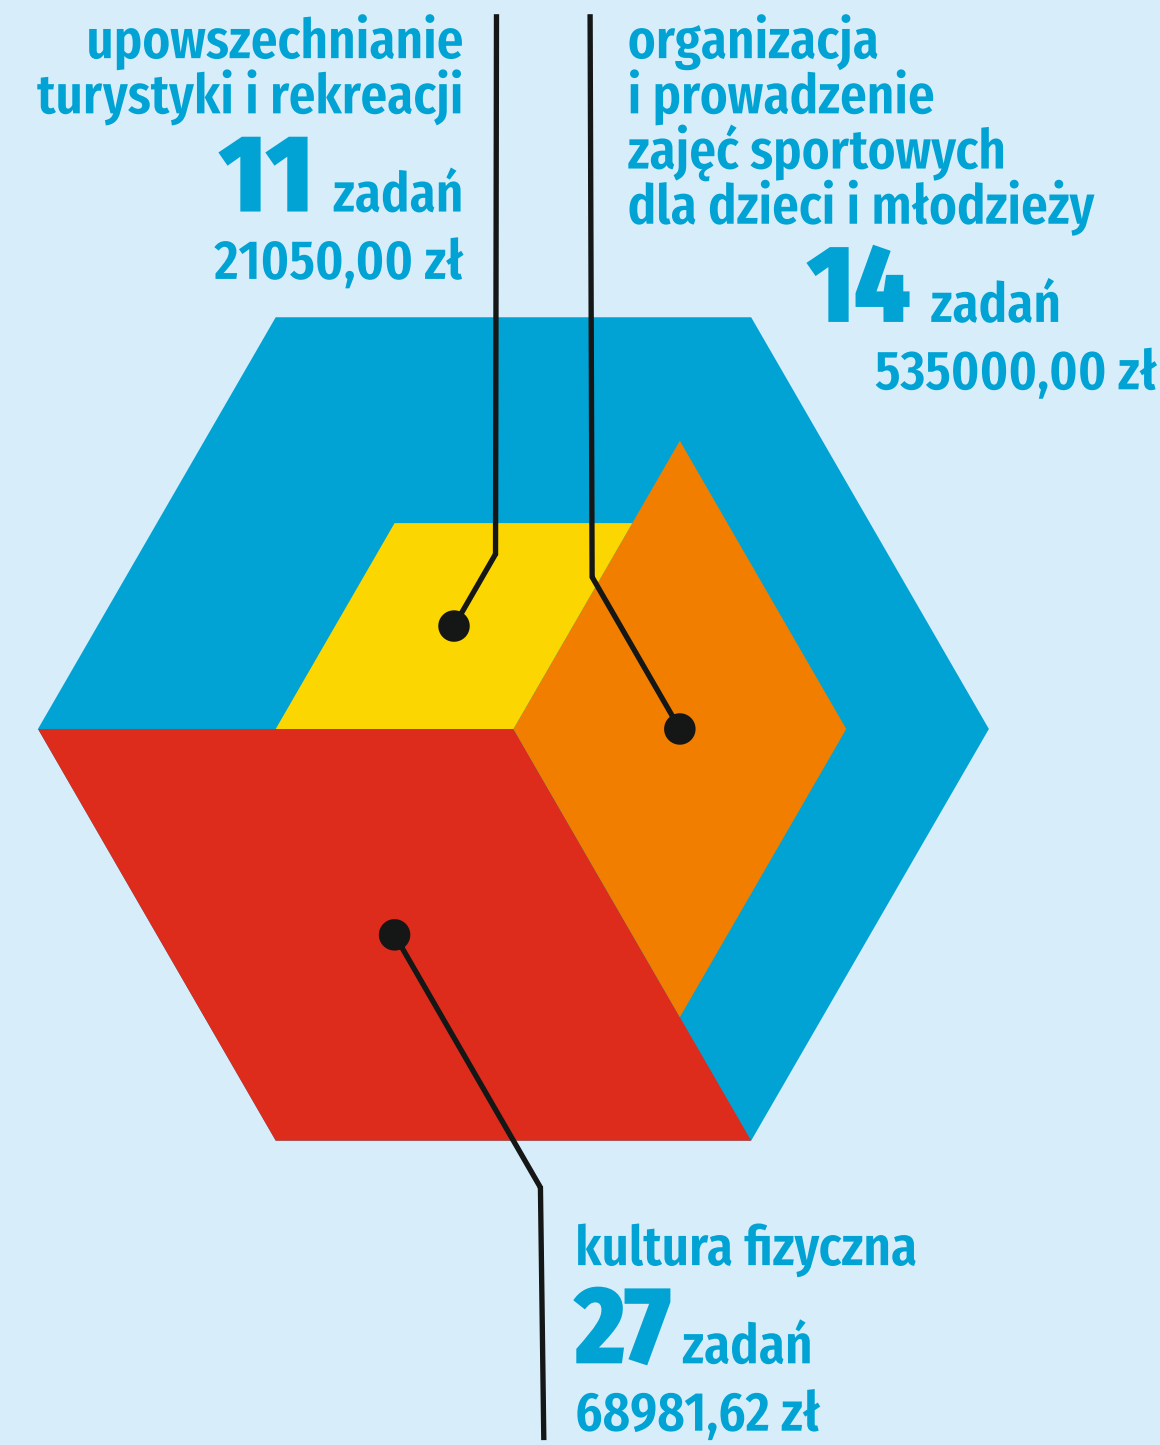 upowszechnianie
turystyki i rekreacji
11 zadań
21050,00 zł
organizacja
i prowadzenie
zajęć sportowych
dla dzieci i młodzieży
14 zadań
535000,00 zł
kultura fizyczna
27 zadań
68981,62 zł